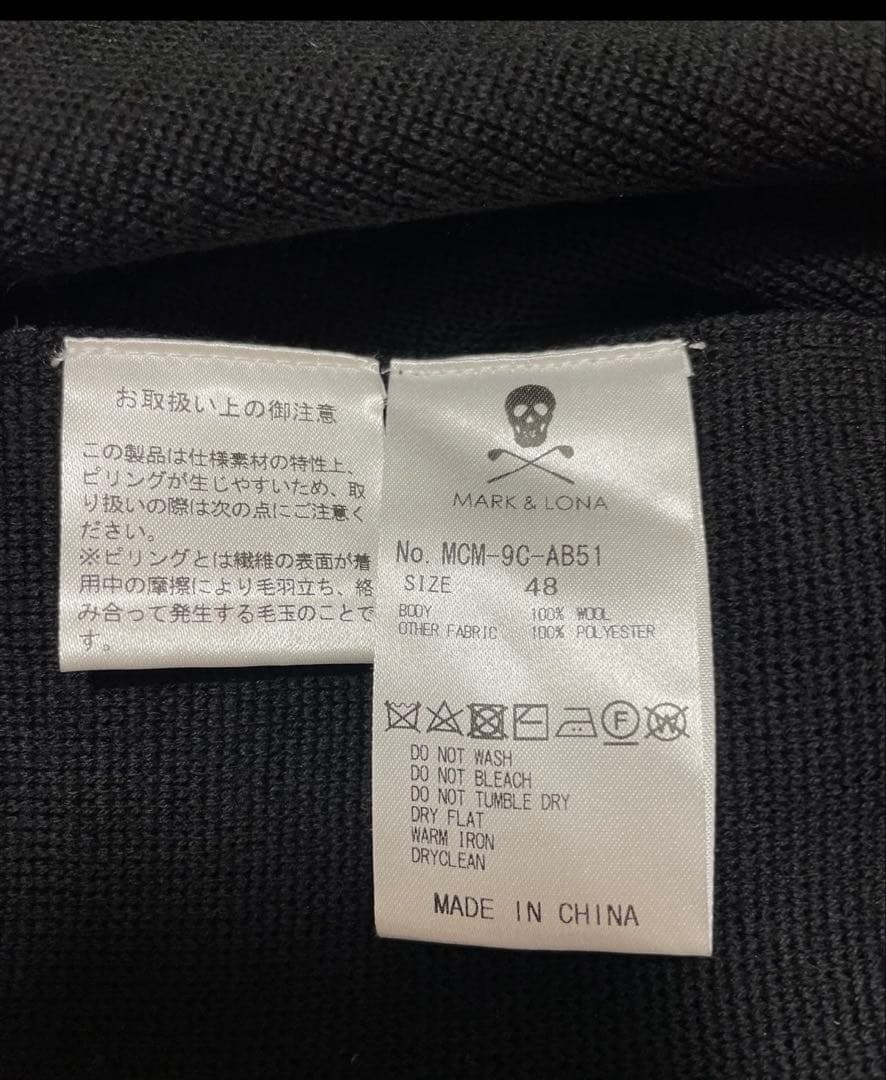 お取扱い上の御注意
この製品は仕様素材の特性上、
ピリングが生じやすいため、取
り扱いの際は次の点にご注意く
ださい。
※ピリングとは繊維の表面が着
用中の摩擦により毛羽立ち、絡
み合って発生する毛玉のことで
す。
MARK & LONA
No. MCM-9C-AB51
SIZE 48
BODY 100% WOOL
OTHER FABRIC 100% POLYESTER
F W
DO NOT WASH
DO NOT BLEACH
DO NOT TUMBLE DRY
DRY FLAT
WARM IRON
DRYCLEAN
MADE IN CHINA